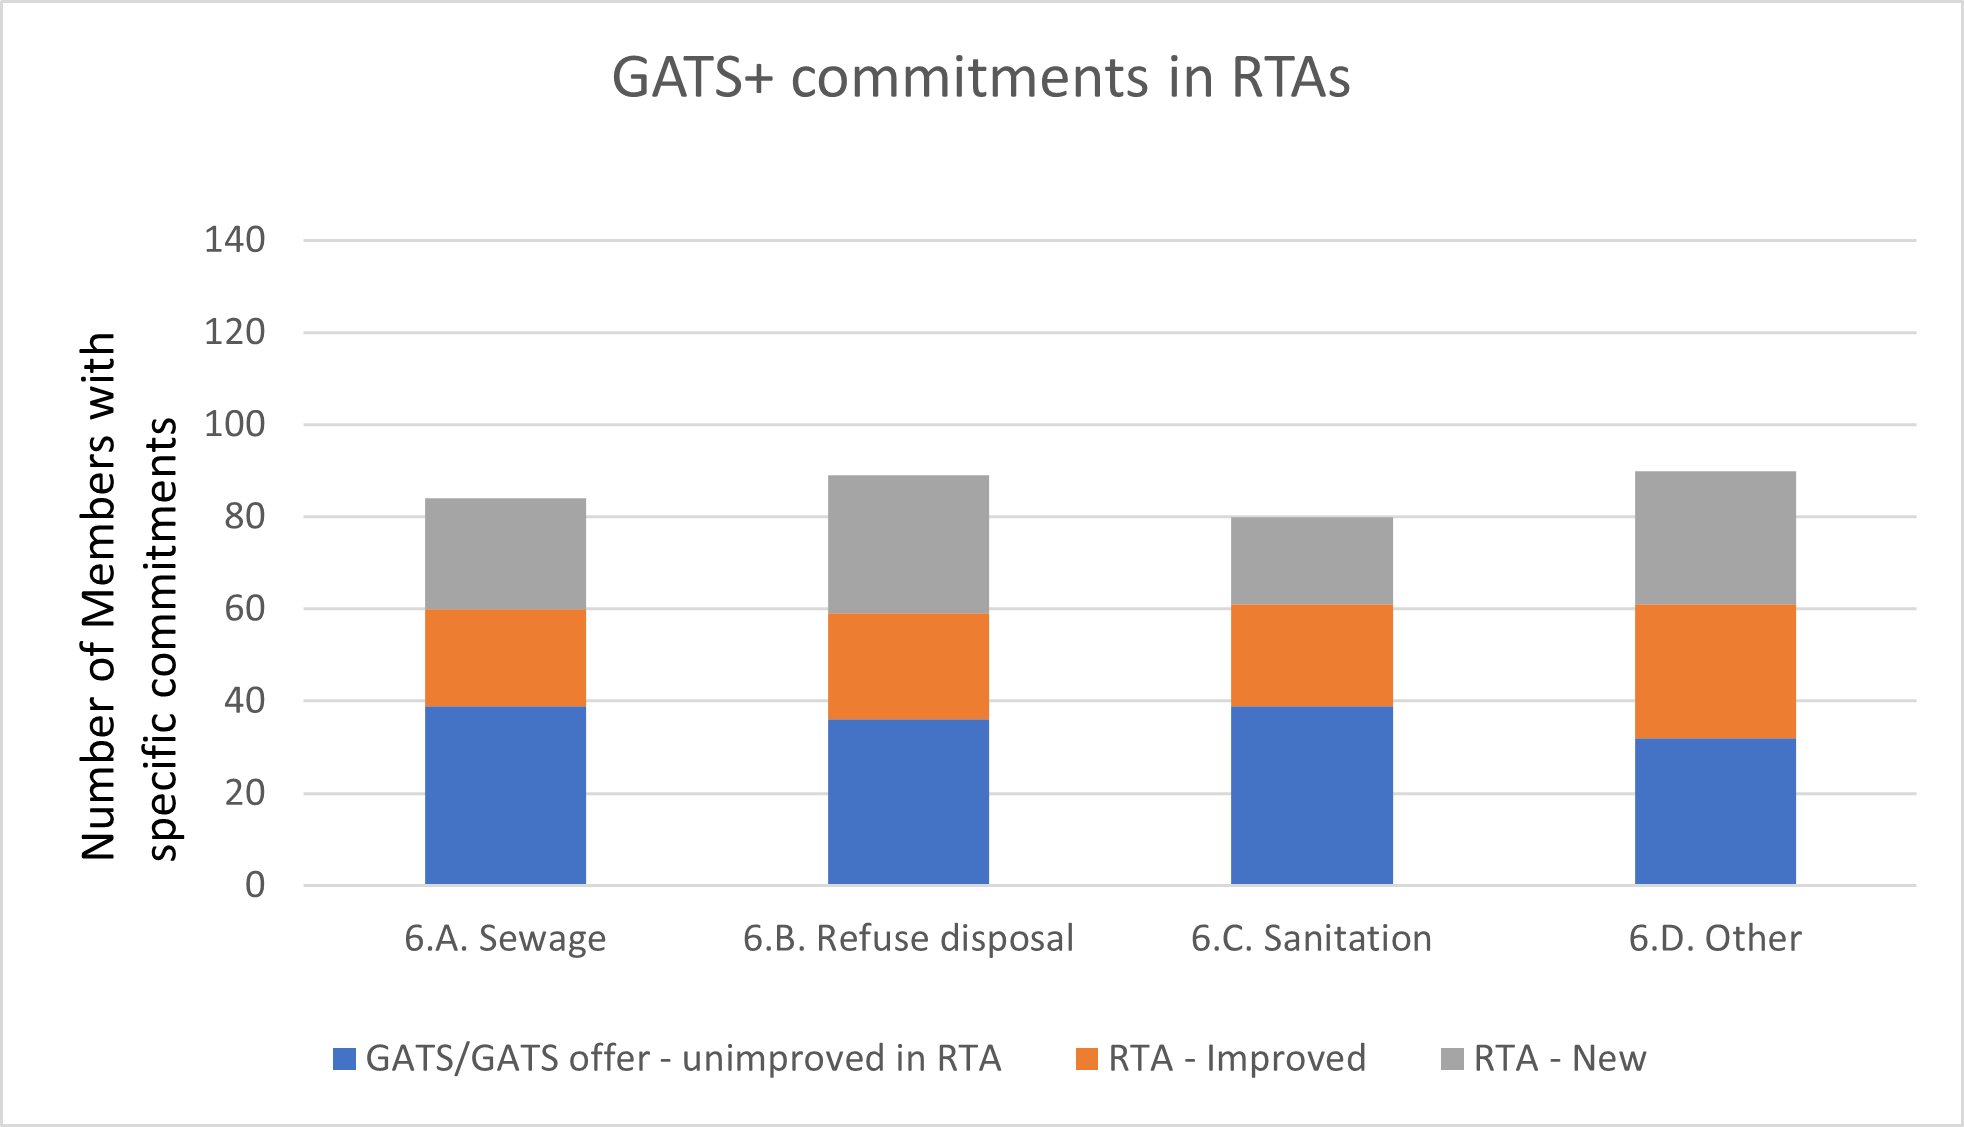 GATS+ commitments in RTAs
Number of Members with
specific commitments
140
120
100
80
60
40
20
0
6.A. Sewage
6.B. Refuse disposal
6.C. Sanitation
6.D. Other
GATS/GATS offer - unimproved in RTA
RTA - Improved
RTA - New